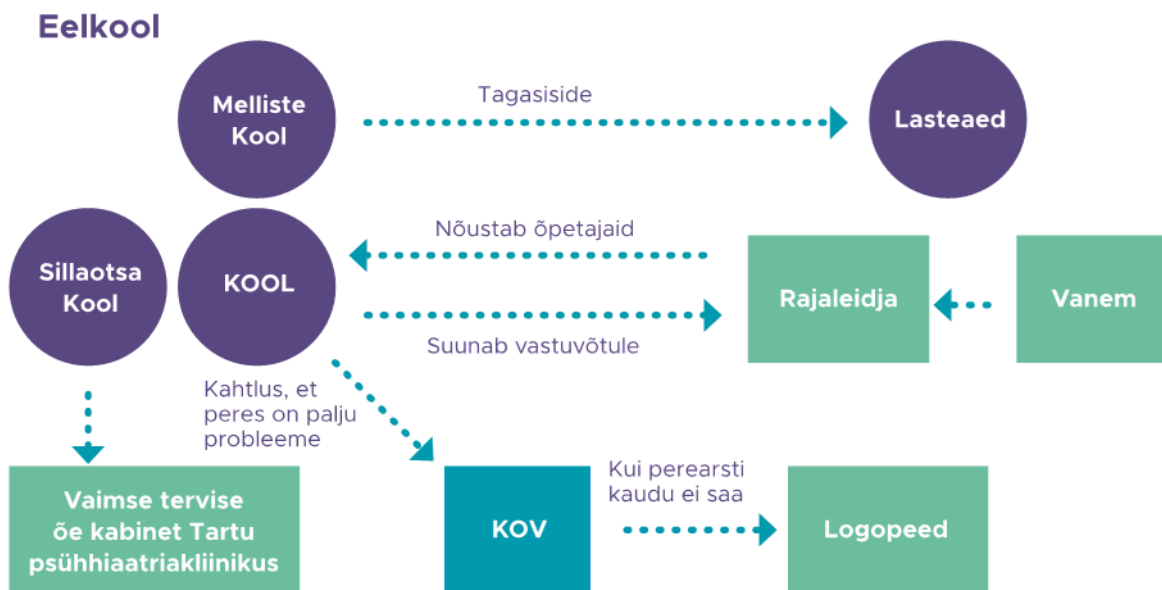 Eelkool
Melliste
Kool
Tagasiside
Lasteaed
Sillaotsa
Kool
KOOL
Nõustab õpetajaid
Suunab vastuvõtule
Rajaleidja
Vanem
Kahtlus, et
peres on palju
probleeme
Vaimse tervise
õe kabinet Tartu
psühhiaatriakliinikus
KOV
Kui perearsti
kaudu ei saa
Logopeed